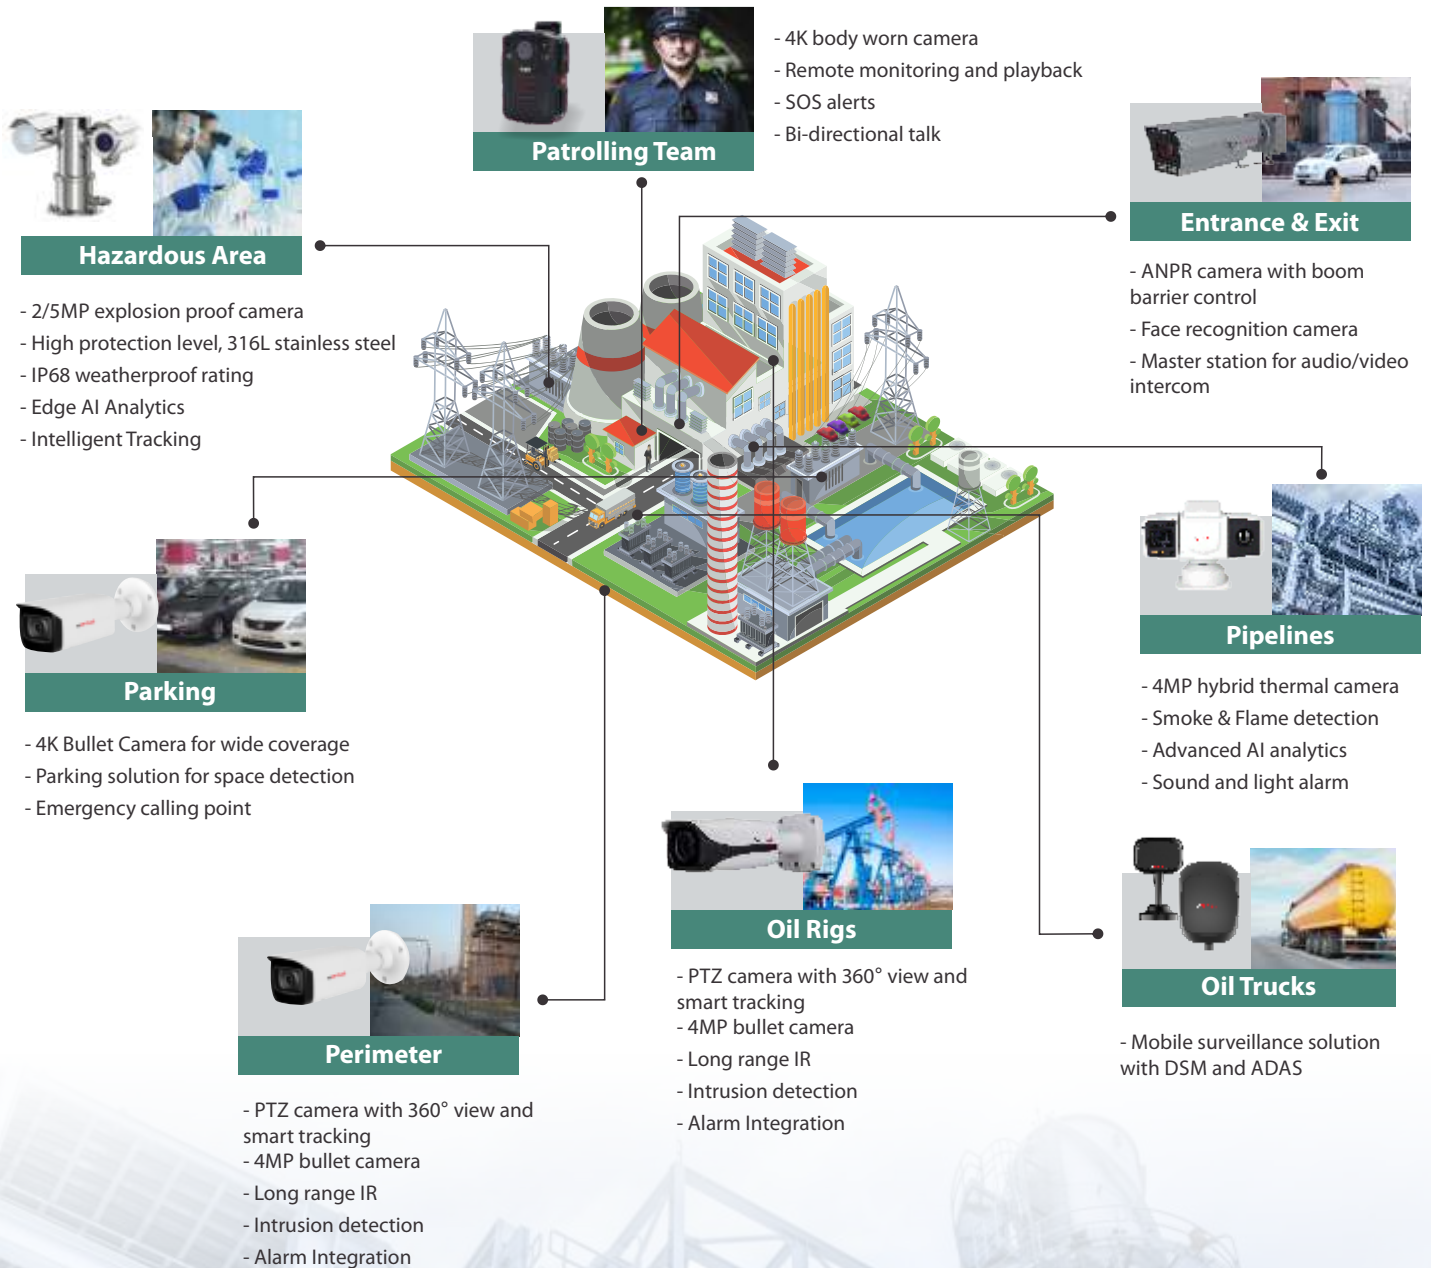 Patrolling Team
- 4K body worn camera
- Remote monitoring and playback
- SOS alerts
- Bi-directional talk
Hazardous Area
- 2/5MP explosion proof camera
- High protection level, 316L stainless steel
- IP68 weatherproof rating
- Edge AI Analytics
- Intelligent Tracking
Entrance & Exit
- ANPR camera with boom
barrier control
- Face recognition camera
- Master station for audio/video
intercom
Parking
- 4K Bullet Camera for wide coverage
- Parking solution for space detection
- Emergency calling point
Pipelines
- 4MP hybrid thermal camera
- Smoke & Flame detection
- Advanced AI analytics
- Sound and light alarm
Perimeter
- PTZ camera with 360° view and
smart tracking
- 4MP bullet camera
- Long range IR
- Intrusion detection
- Alarm Integration
Oil Rigs
- PTZ camera with 360° view and
smart tracking
- 4MP bullet camera
- Long range IR
- Intrusion detection
- Alarm Integration
Oil Trucks
- Mobile surveillance solution
with DSM and ADAS